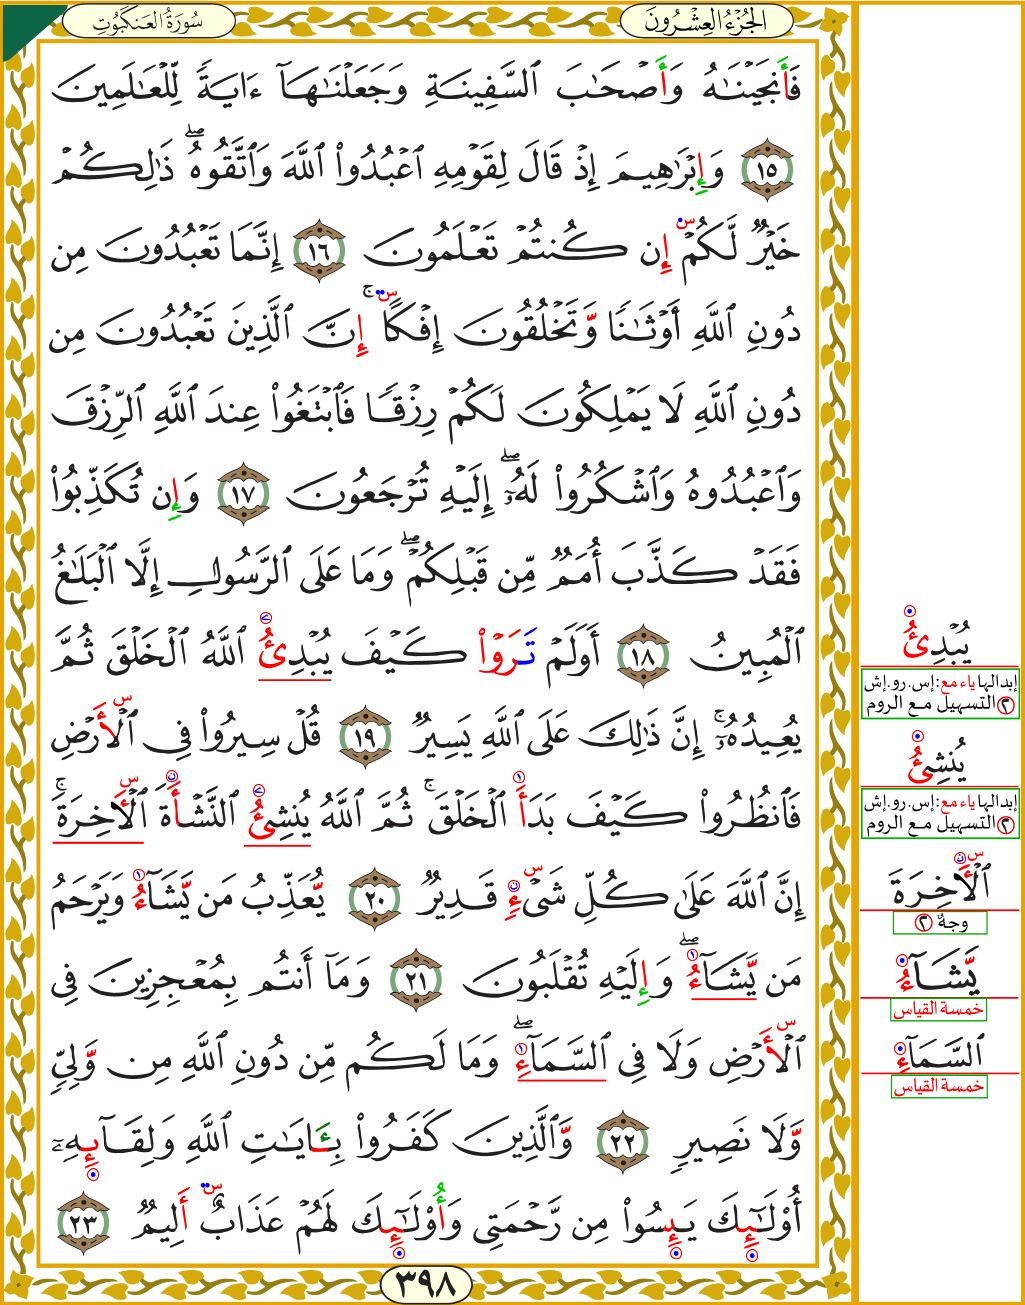 الجُزْءُ العِشْرُونَ
سُورَةُ العَنكَبُوتِ
فَأَنجَيۡنَٰهُ وَأَصۡحَٰبَ ٱلسَّفِينَةِ وَجَعَلۡنَٰهَآ ءَايَةٗ لِّلۡعَٰلَمِينَ
١٥ وَإِبۡرَٰهِيمَ إِذۡ قَالَ لِقَوۡمِهِ ٱعۡبُدُواْ ٱللَّهَ وَٱتَّقُوهُۖ ذَٰلِكُمۡ
خَيۡرٞ لَّكُمۡ إِن كُنتُمۡ تَعۡلَمُونَ ١٦ إِنَّمَا تَعۡبُدُونَ مِن
دُونِ ٱللَّهِ أَوۡثَٰنٗا وَتَخۡلُقُونَ إِفۡكًاۚ إِنَّ ٱلَّذِينَ تَعۡبُدُونَ مِن
دُونِ ٱللَّهِ لَا يَمۡلِكُونَ لَكُمۡ رِزۡقٗا فَٱبۡتَغُواْ عِندَ ٱللَّهِ ٱلرِّزۡقَ
وَٱعۡبُدُوهُ وَٱشۡكُرُواْ لَهُۥٓۖ إِلَيۡهِ تُرۡجَعُونَ ١٧ وَإِن تُكَذِّبُواْ
فَقَدۡ كَذَّبَ أُمَمٞ مِّن قَبۡلِكُمۡۖ وَمَا عَلَى ٱلرَّسُولِ إِلَّا ٱلۡبَلَٰغُ
ٱلۡمُبِينُ ١٨ أَوَلَمۡ تَرَوۡاْ كَيۡفَ يُبۡدِئُ ٱللَّهُ ٱلۡخَلۡقَ ثُمَّ
يُعِيدُهُۥٓۚ إِنَّ ذَٰلِكَ عَلَى ٱللَّهِ يَسِيرٞ ١٩ قُلۡ سِيرُواْ فِي ٱلۡأَرۡضِ
فَٱنظُرُواْ كَيۡفَ بَدَأَ ٱلۡخَلۡقَۚ ثُمَّ ٱللَّهُ يُنشِئُ ٱلنَّشۡأَةَ ٱلۡأٓخِرَةَۚ
إِنَّ ٱللَّهَ عَلَىٰ كُلِّ شَيۡءٖ قَدِيرٞ ٢٠ يُعَذِّبُ مَن يَشَآءُ وَيَرۡحَمُ
مَن يَشَآءُۖ وَإِلَيۡهِ تُقۡلَبُونَ ٢١ وَمَآ أَنتُم بِمُعۡجِزِينَ فِي
ٱلۡأَرۡضِ وَلَا فِي ٱلسَّمَآءِۖ وَمَا لَكُم مِّن دُونِ ٱللَّهِ مِن وَلِيّٖ
وَلَا نَصِيرٖ ٢٢ وَٱلَّذِينَ كَفَرُواْ بِـَٔايَٰتِ ٱللَّهِ وَلِقَآئِهِۦٓ
أُوْلَٰٓئِكَ يَئِسُواْ مِن رَّحۡمَتِي وَأُوْلَٰٓئِكَ لَهُمۡ عَذَابٌ أَلِيمٞ ٢٣
٣٩٨
يُبۡدِئُ
إبدالها ياء مع: إس.رو.إش
٢ التسهيل مع الروم
يُنشِئُ
إبدالها ياء مع: إس.رو.إش
٢ التسهيل مع الروم
ٱلۡأٓخِرَةَ
وجهٌ ٢
يَّشَآءُ
خمسة القياس
ٱلسَّمَآءِ
خمسة القياس